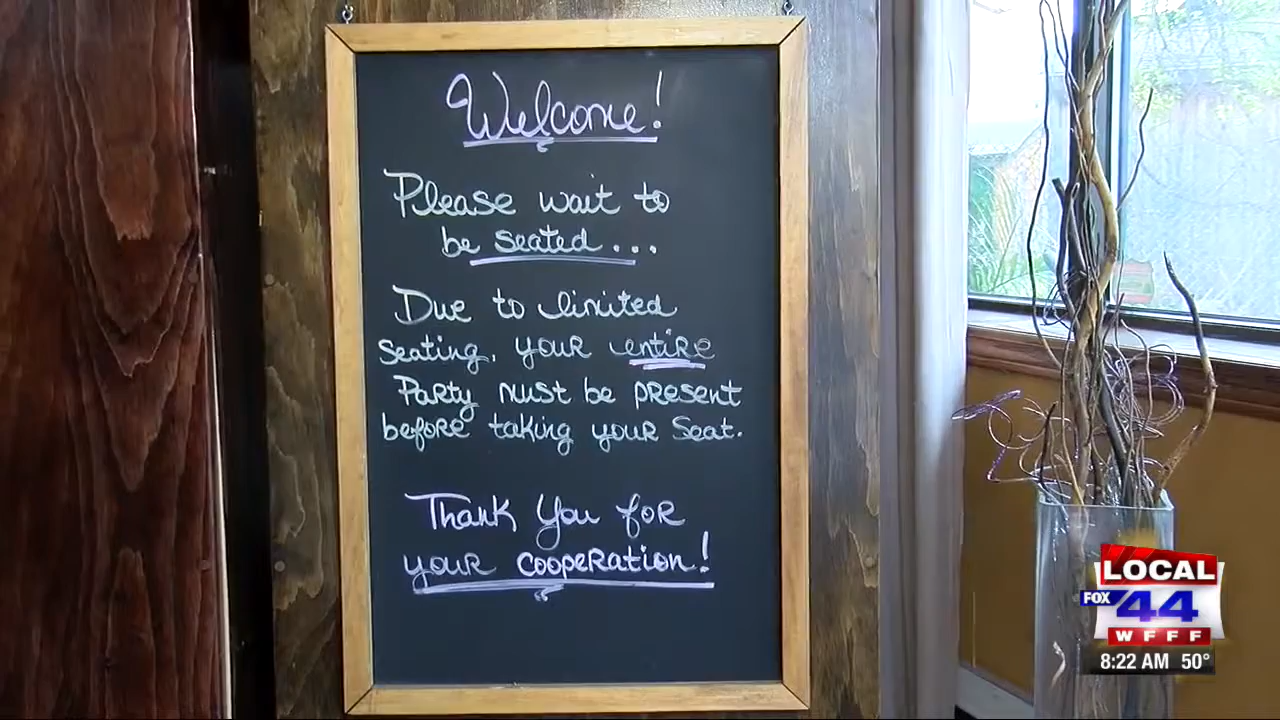 Welcome!
Please wait to
be seated...
Due to limited
seating, your entire
Party must be present
before taking your seat.
Thank You for
your cooperation!
LOCAL
FOX 44
WFFF
8:22 AM 50°